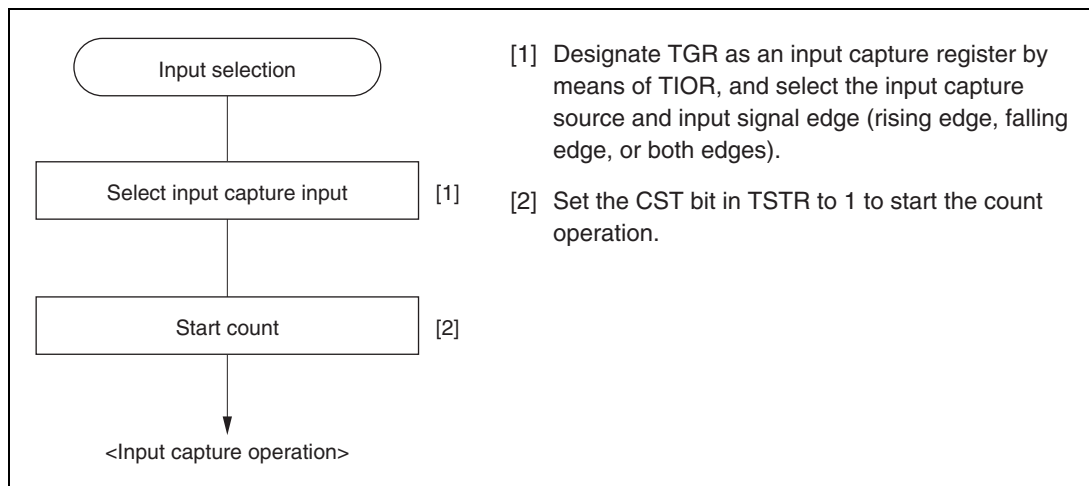 Input selection
Select input capture input [1]
Start count [2]
<Input capture operation>
[1] Designate TGR as an input capture register by
means of TIOR, and select the input capture
source and input signal edge (rising edge, falling
edge, or both edges).
[2] Set the CST bit in TSTR to 1 to start the count
operation.